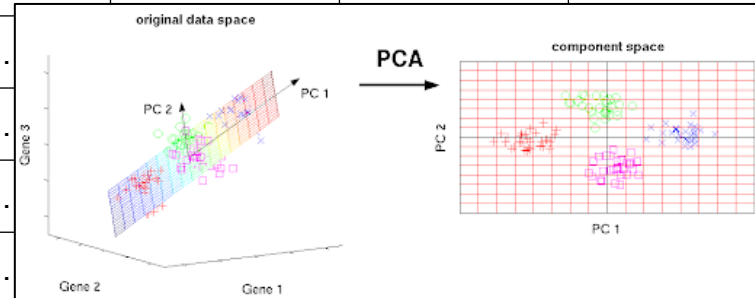 original data space
PCA
component space
PC 2
PC 1
Gene 3
PC 2
Gene 2
Gene 1
PC 1